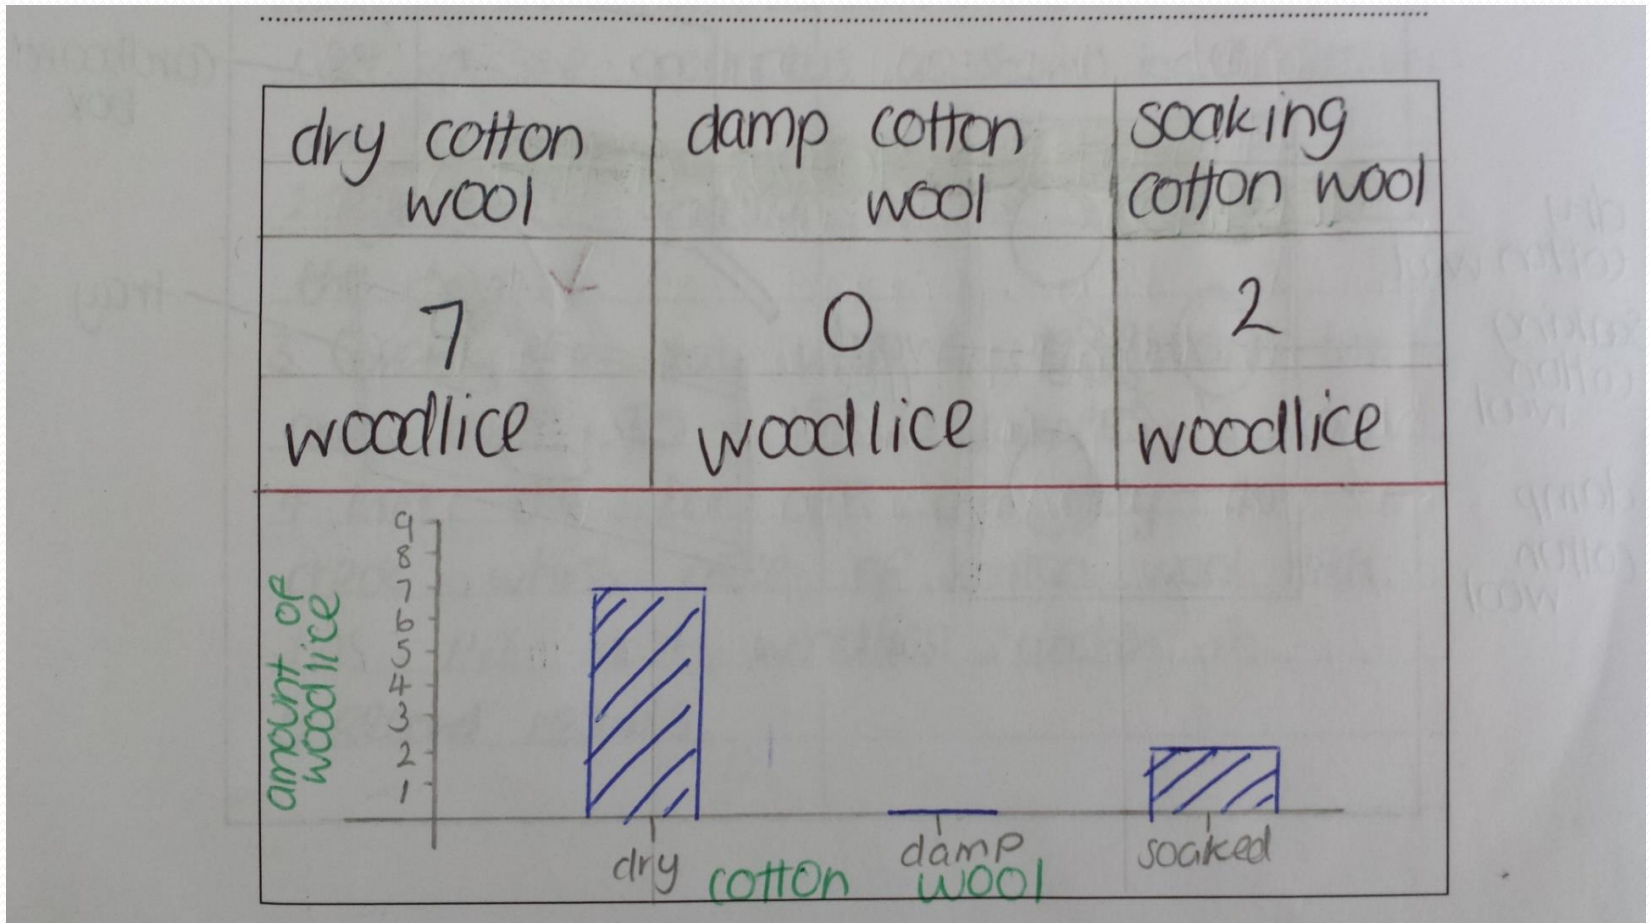 dry cotton
wool
damp cotton
wool
soaking
cotton wool
7
0
2
woodlice
woodlice
woodlice
amount of
woodlice
9
8
7
6
5
4
3
2
1
dry
damp
soaked
cotton wool